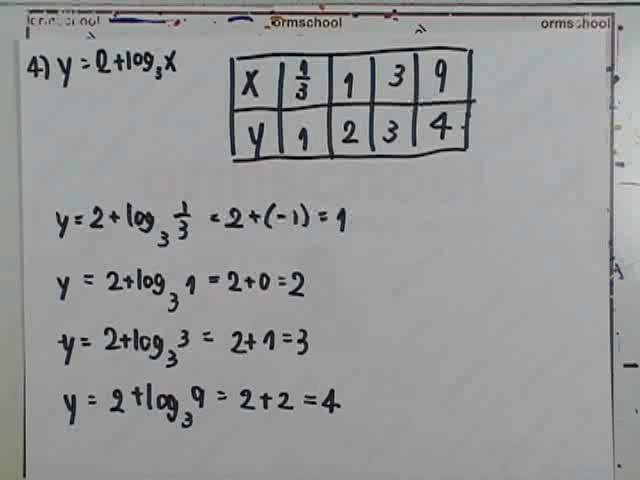 ormschool ormschool ormschool
4) y = 2+log₃x
x | 1/3 | 1 | 3 | 9
y | 1 | 2 | 3 | 4
y = 2 + log₃ 1/3 = 2 + (-1) = 1
y = 2+log₃ 1 = 2+0 = 2
y = 2+log₃ 3 = 2+1 = 3
y = 2+log₃ 9 = 2+2 = 4